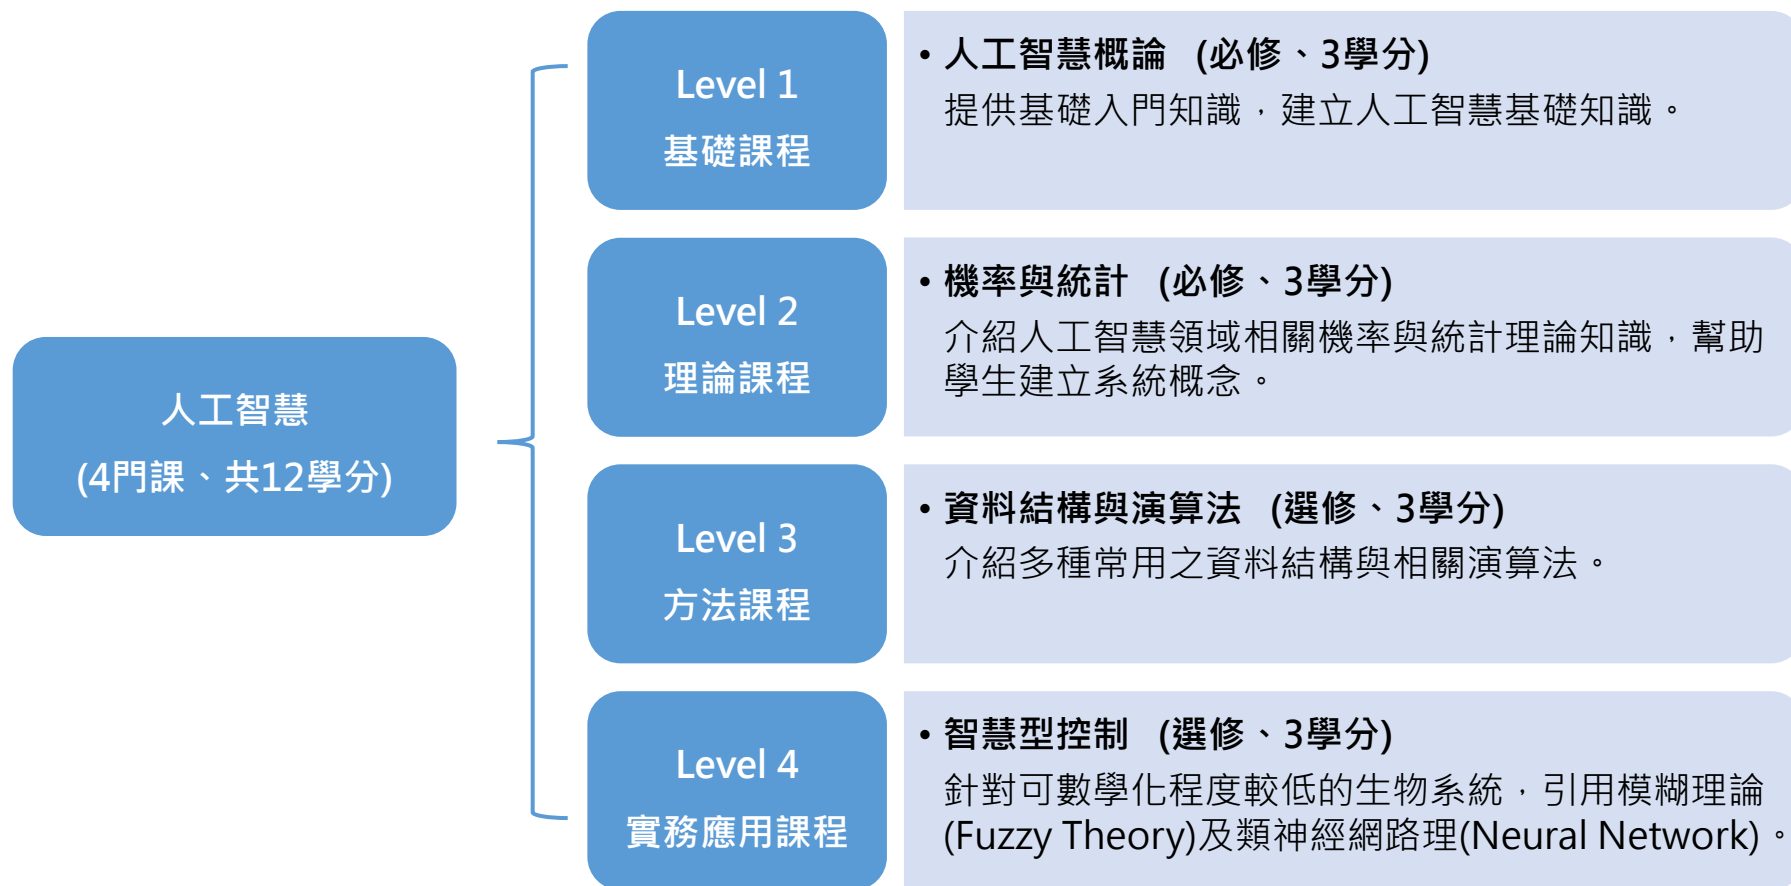 人工智慧
(4門課、共12學分)
Level 1
基礎課程
• 人工智慧概論 (必修、3學分)
提供基礎入門知識，建立人工智慧基礎知識。
Level 2
理論課程
• 機率與統計 (必修、3學分)
介紹人工智慧領域相關機率與統計理論知識，幫助
學生建立系統概念。
Level 3
方法課程
• 資料結構與演算法 (選修、3學分)
介紹多種常用之資料結構與相關演算法。
Level 4
實務應用課程
• 智慧型控制 (選修、3學分)
針對可數學化程度較低的生物系統，引用模糊理論
(Fuzzy Theory)及類神經網路理(Neural Network)。